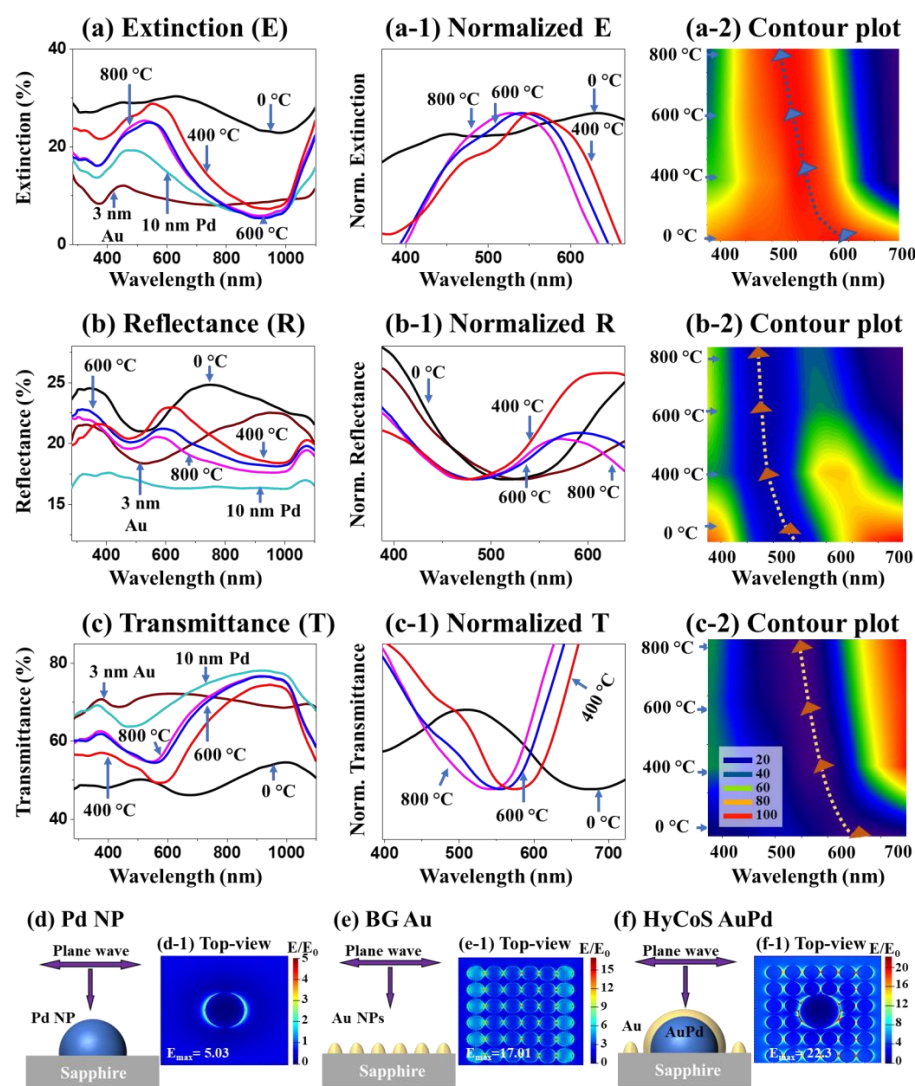 (a) Extinction (E)
40
20
0
Extinction (%)
800 °C
0 °C
400 °C
3 nm
Au
10 nm Pd
600 °C
400 600 800 1000
Wavelength (nm)
(a-1) Normalized E
Norm. Extinction
800 °C
600 °C
0 °C
400 °C
400 500 600
Wavelength (nm)
(a-2) Contour plot
800 °C
600 °C
400 °C
0 °C
400 500 600 700
Wavelength (nm)
(b) Reflectance (R)
25
20
15
Reflectance (%)
600 °C
0 °C
400 °C
800°C
3 nm
Au
10 nm Pd
400 600 800 1000
Wavelength (nm)
(b-1) Normalized R
Norm. Reflectance
0 °C
400 °C
600 °C
800 °C
400 500 600
Wavelength (nm)
(b-2) Contour plot
800 °C
600 °C
400 °C
0 °C
400 500 600 700
Wavelength (nm)
(c) Transmittance (T)
80
60
40
Transmittance (%)
3 nm Au
10 nm Pd
800 °C
600 °C
400 °C
0 °C
400 600 800 1000
Wavelength (nm)
(c-1) Normalized T
Norm. Transmittance
400 °C
800 °C
600 °C
0 °C
400 500 600 700
Wavelength (nm)
(c-2) Contour plot
800 °C
600 °C
400 °C
0 °C
20
40
60
80
100
400 500 600 700
Wavelength (nm)
(d) Pd NP
Plane wave
Pd NP
Sapphire
(d-1) Top-view
E/E0
5
4
3
2
1
0
Emax= 5.03
(e) BG Au
Plane wave
Au NPs
Sapphire
(e-1) Top-view
E/E0
15
12
9
6
3
0
Emax=17.01
(f) HyCoS AuPd
Plane wave
Au
AuPd
Sapphire
(f-1) Top-view
E/E0
20
15
10
5
0
Emax= 22.3